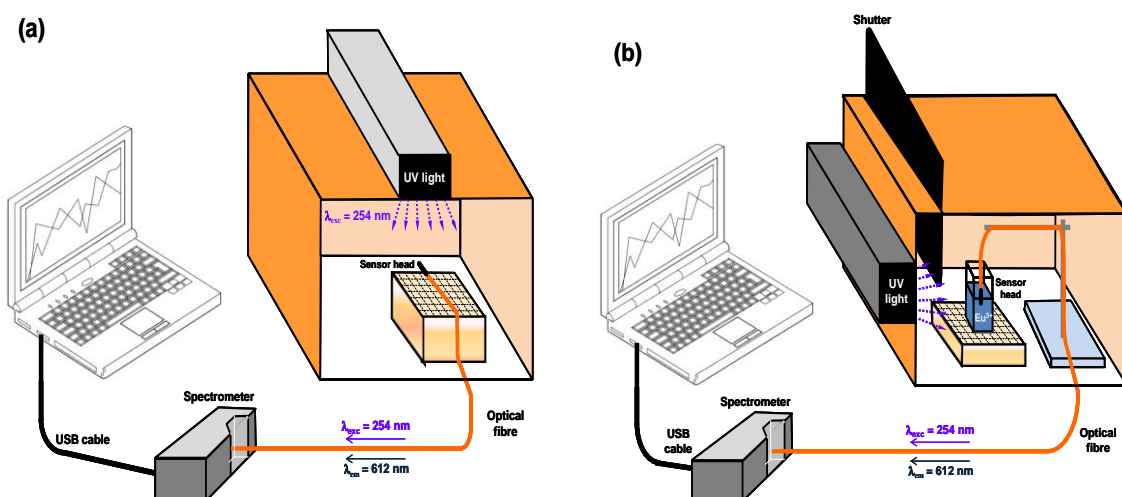 (a)
UV light
λexc = 254 nm
Sensor head
Spectrometer
USB cable
Optical
fibre
λexc = 254 nm
λem = 612 nm
(b)
Shutter
UV
light
Sensor
head
Eu3+
Spectrometer
USB
cable
Optical
fibre
λexc = 254 nm
λem = 612 nm